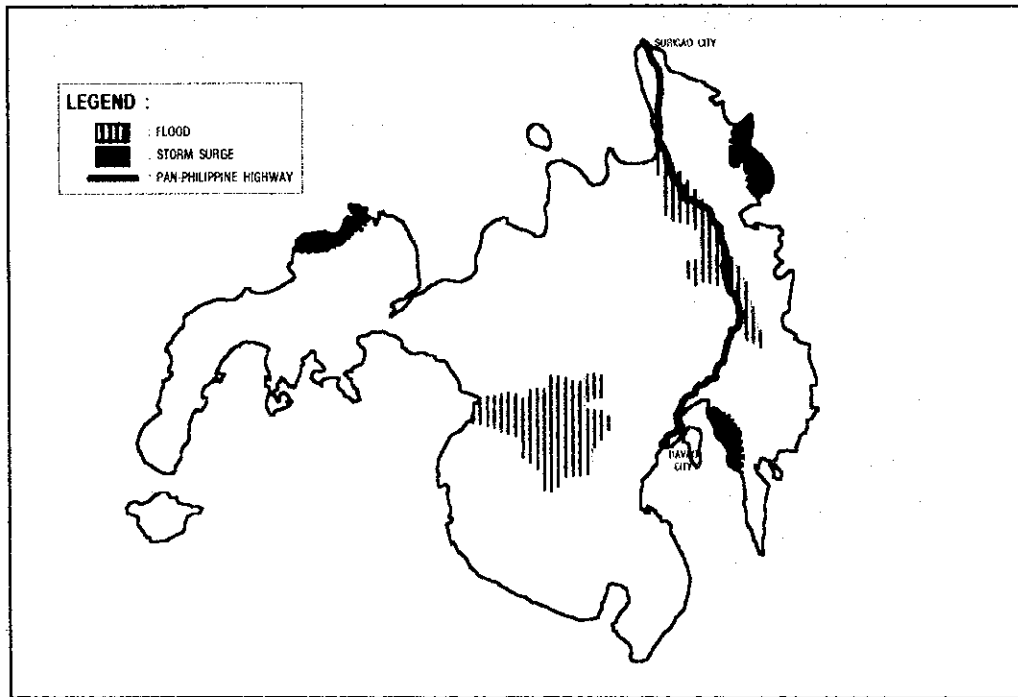 SURIGAO CITY
LEGEND :
: FLOOD
: STORM SURGE
: PAN-PHILIPPINE HIGHWAY
DAVAO
CITY